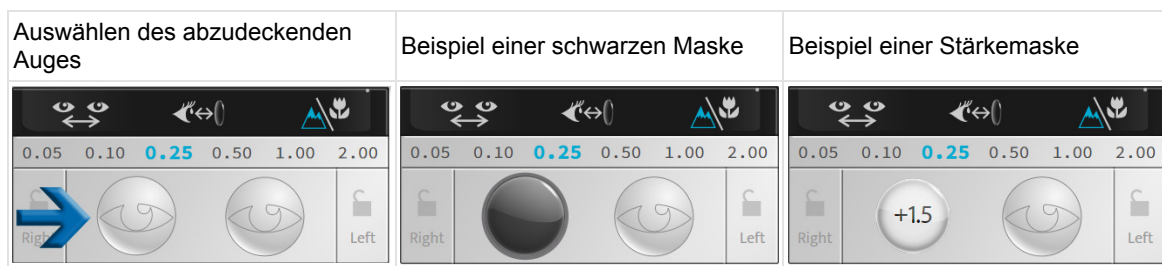 Auswählen des abzudeckenden
Auges
Beispiel einer schwarzen Maske
Beispiel einer Stärkemaske
0.05 0.10 0.25 0.50 1.00 2.00
0.05 0.10 0.25 0.50 1.00 2.00
0.05 0.10 0.25 0.50 1.00 2.00
Left
Right
Left
+1.5
Right
Left